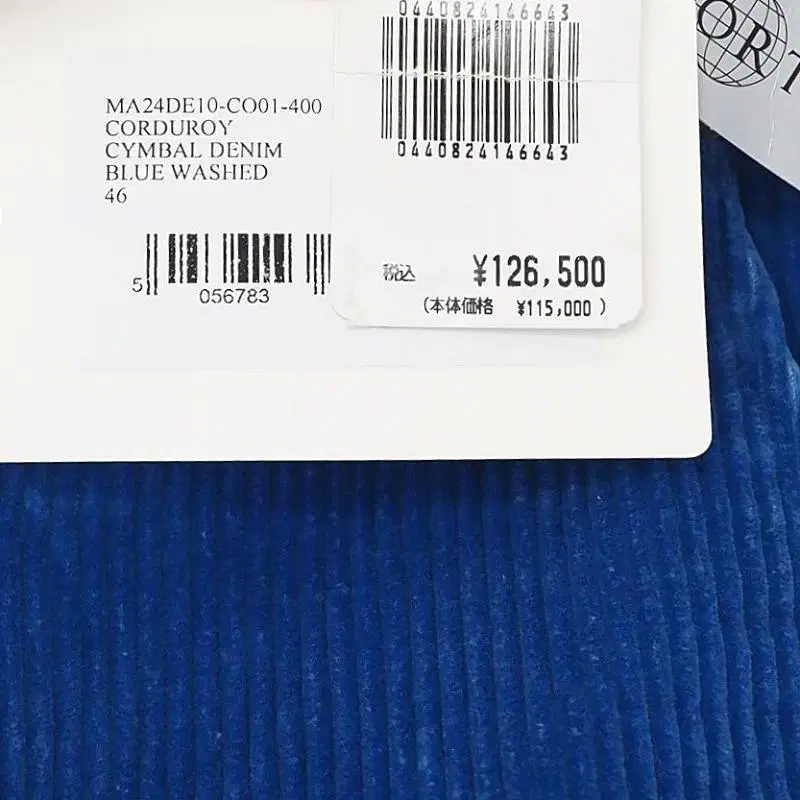 MA24DE10-CO01-400
CORDUROY
CYMBAL DENIM
BLUE WASHED
46
5 056783
0440824146643
0440824146643
税込 ¥126,500
(本体価格 ¥115,000 )
ORT